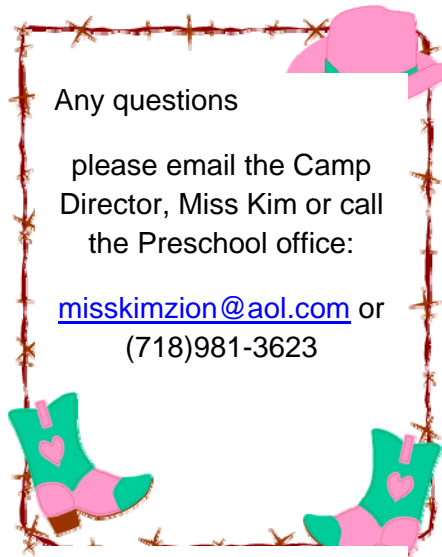 Any questions
please email the Camp
Director, Miss Kim or call
the Preschool office:
misskimzion@aol.com or
(718)981-3623